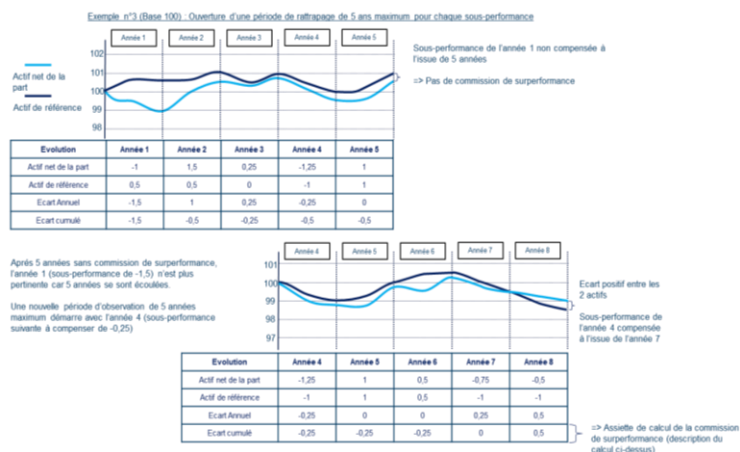 Exemple n°3 (Base 100) : Ouverture d'une période de rattrapage de 5 ans maximum pour chaque sous-performance
Année 1 Année 2 Année 3 Année 4 Année 5
102
101
100
99
98
Actif net de la
part
Actif de référence
Sous-performance de l'année 1 non compensée à
l'issue de 5 années
=> Pas de commission de surperformance
Evolution Année 1 Année 2 Année 3 Année 4 Année 5
Actif net de la part -1 1,5 0,25 -1,25 1
Actif de référence 0,5 0,5 0 -1 1
Ecart Annuel -1,5 1 0,25 -0,25 0
Ecart cumulé -1,5 -0,5 -0,25 -0,5 -0,5
Après 5 années sans commission de surperformance,
l'année 1 (sous-performance de -1,5) n'est plus
pertinente car 5 années se sont écoulées.
Une nouvelle période d'observation de 5 années
maximum démarre avec l'année 4 (sous-performance
suivante à compenser de -0,25)
Année 4 Année 5 Année 6 Année 7 Année 8
101
100
99
98
97
Ecart positif entre les
2 actifs
Sous-performance de
l'année 4 compensée
à l'issue de l'année 7
Evolution Année 4 Année 5 Année 6 Année 7 Année 8
Actif net de la part -1,25 1 0,5 -0,75 -0,5
Actif de référence -1 1 0,5 -1 -1
Ecart Annuel -0,25 0 0 0,25 0,5
Ecart cumulé -0,25 -0,25 -0,25 0 0,5
=> Assiette de calcul de la commission
de surperformance (description du
calcul ci-dessus)